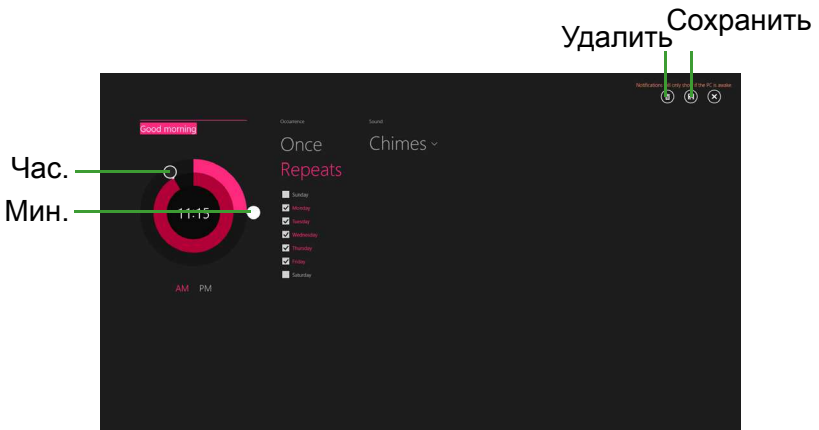 Сохранить
Удалить
Notifications will only show if the PC is awake
Good morning
Occurrence
Sound
Once
Chimes
Repeats
Час.
Мин.
11:15
Sunday
Monday
Tuesday
Wednesday
Thursday
Friday
Saturday
AM PM